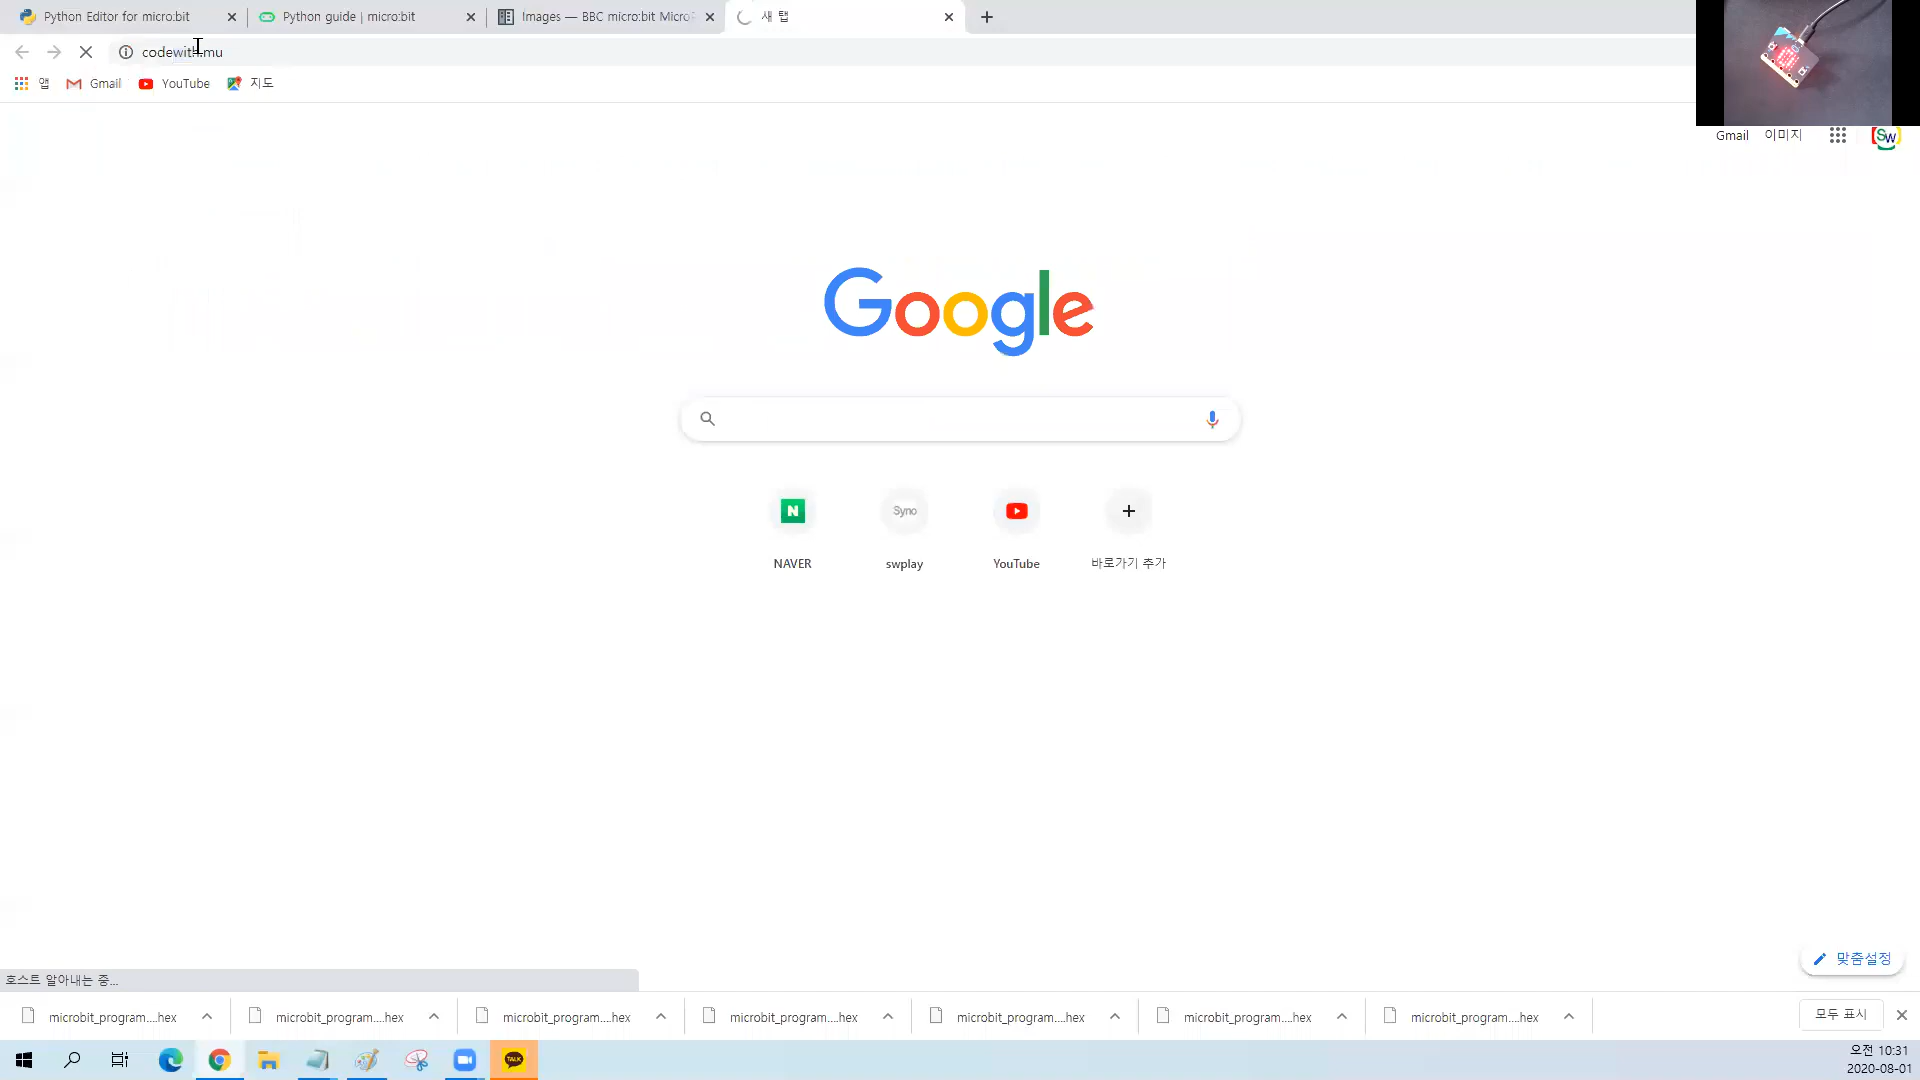 Python Editor for micro:bit
Python guide | micro:bit
Images — BBC micro:bit Micro
새 탭
codewith.mu
앱
Gmail
YouTube
지도
Gmail
이미지
SW
Google
N
Syno
NAVER
swplay
YouTube
바로가기 추가
맞춤설정
호스트 알아내는 중...
microbit_program....hex
microbit_program....hex
microbit_program....hex
microbit_program....hex
microbit_program....hex
microbit_program....hex
microbit_program....hex
모두 표시
TALK
오전 10:31
2020-08-01